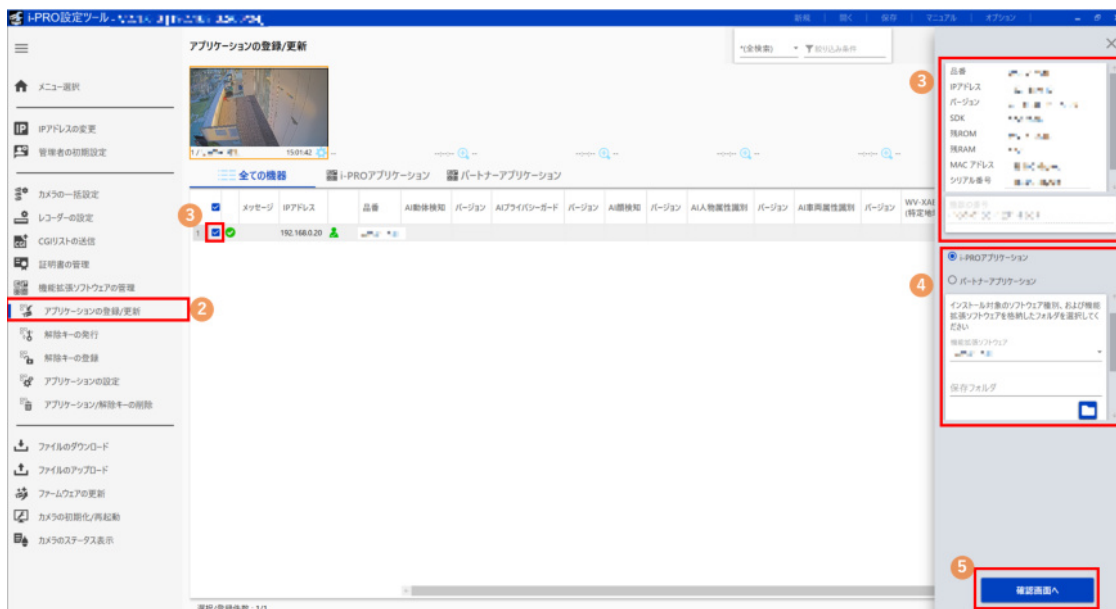 i-PRO設定ツール -
新規 | 開く | 保存 | マニュアル | オプション |
アプリケーションの登録/更新
*(全検索)
絞り込み条件
メニュー選択
IPアドレスの変更
管理者の初期設定
カメラの一括設定
レコーダーの設定
CGIリストの送信
証明書の管理
機能拡張ソフトウェアの管理
アプリケーションの登録/更新
2
解除キーの発行
解除キーの登録
アプリケーションの設定
アプリケーション/解除キーの削除
ファイルのダウンロード
ファイルのアップロード
ファームウェアの更新
カメラの初期化/再起動
カメラのステータス表示
15:01:42
全ての機器
i-PROアプリケーション
パートナーアプリケーション
3
メッセージ IPアドレス 品番 AI動体検知 バージョン AIプライバシーガード バージョン AI顔検知 バージョン AI人物属性識別 バージョン AI車両属性識別 バージョン WV-XAE
1 192.168.0.20
選択/登録件数 : 1/1
3
品番
IPアドレス
バージョン
SDK
残ROM
残RAM
MAC アドレス
シリアル番号
4
i-PROアプリケーション
パートナーアプリケーション
インストール対象のソフトウェア種別、および機能
拡張ソフトウェアを格納したフォルダを選択してく
ださい
機能拡張ソフトウェア
保存フォルダ
5
確認画面へ